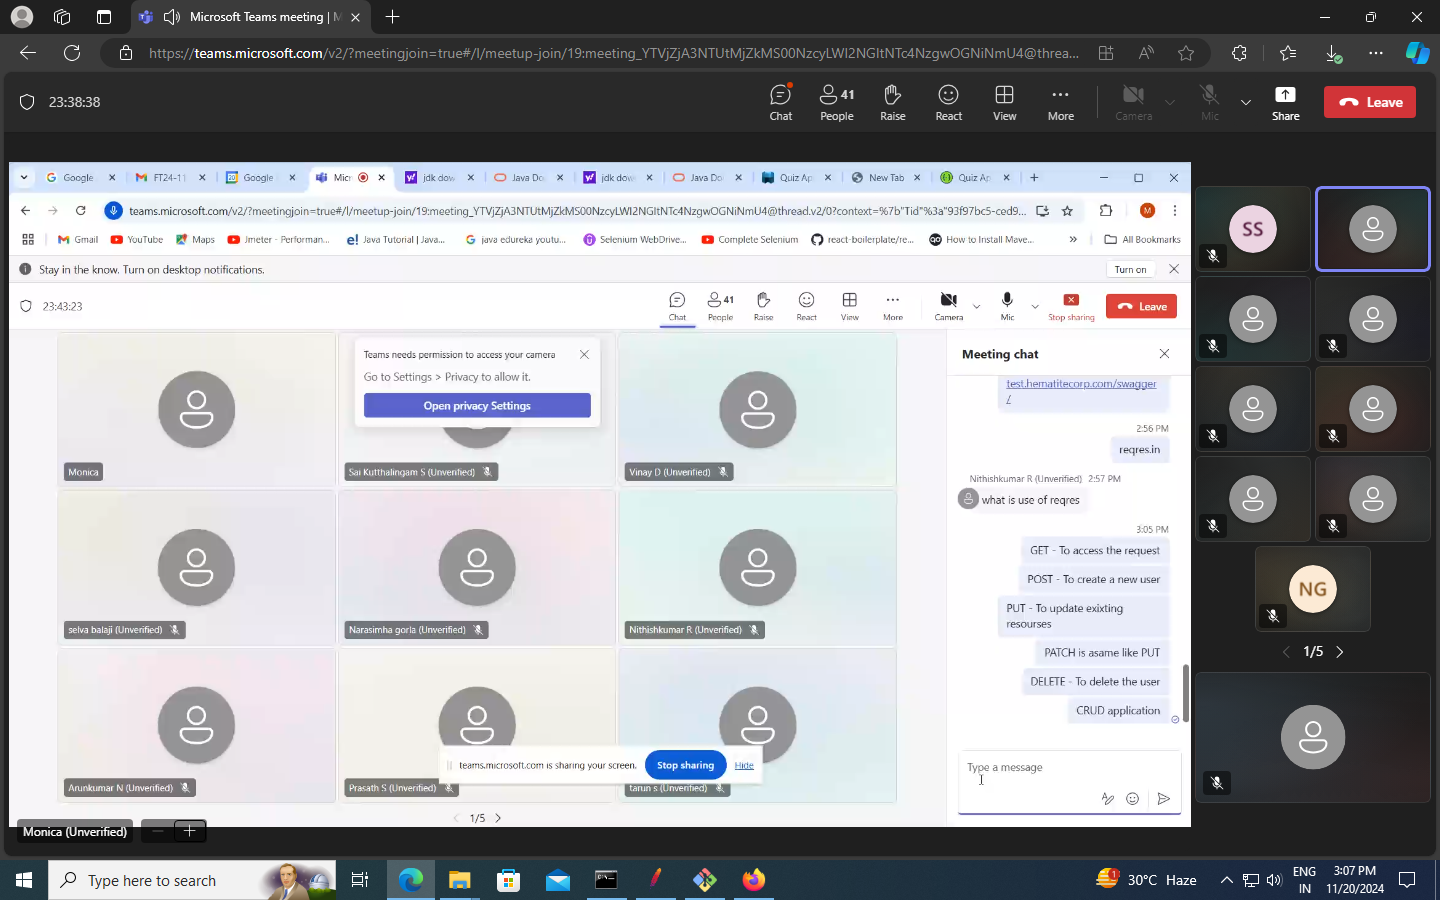 Microsoft Teams meeting | M
https://teams.microsoft.com/v2/?meetingjoin=true#/l/meetup-join/19:meeting_YTVjZjA3NTUtMjZkMS00NzcyLWI2NGItNTc4NzgwOGNiNmU4@threa...
23:38:38
Chat
41
People
Raise
React
View
More
Camera
Mic
Share
Leave
Google
FT24-11
Google
Micr
jdk dow
Java Do
jdk dow
Java Do
Quiz Ap
New Tab
Quiz Ap
teams.microsoft.com/v2/?meetingjoin=true#/l/meetup-join/19:meeting_YTVjZjA3NTUtMjZkMS00NzcyLWI2NGItNTc4NzgwOGNiNmU4@thread.v2/0?context=%7b"Tid"%3a"93f97bc5-ced9...
M
Gmail
YouTube
Maps
Jmeter - Performan...
Java Tutorial | Java...
java edureka youtu...
Selenium WebDrive...
Complete Selenium
react-boilerplate/re...
How to Install Mave...
All Bookmarks
Stay in the know. Turn on desktop notifications.
Turn on
23:43:23
Chat
41
People
Raise
React
View
More
Camera
Mic
Stop sharing
Leave
Teams needs permission to access your camera
Go to Settings > Privacy to allow it.
Open privacy Settings
Monica
Sai Kutthalingam S (Unverified)
Vinay D (Unverified)
selva balaji (Unverified)
Narasimha gorla (Unverified)
Nithishkumar R (Unverified)
Arunkumar N (Unverified)
Prasath S (Unverified)
tarun s (Unverified)
teams.microsoft.com is sharing your screen.
Stop sharing
Hide
1/5
Meeting chat
test.hematitecorp.com/swagger
/
2:56 PM
reqres.in
Nithishkumar R (Unverified) 2:57 PM
what is use of reqres
3:05 PM
GET - To access the request
POST - To create a new user
PUT - To update exixting
resourses
PATCH is asame like PUT
DELETE - To delete the user
CRUD application
Type a message
SS
NG
1/5
Monica (Unverified)
Type here to search
1
30°C Haze
ENG
IN
3:07 PM
11/20/2024